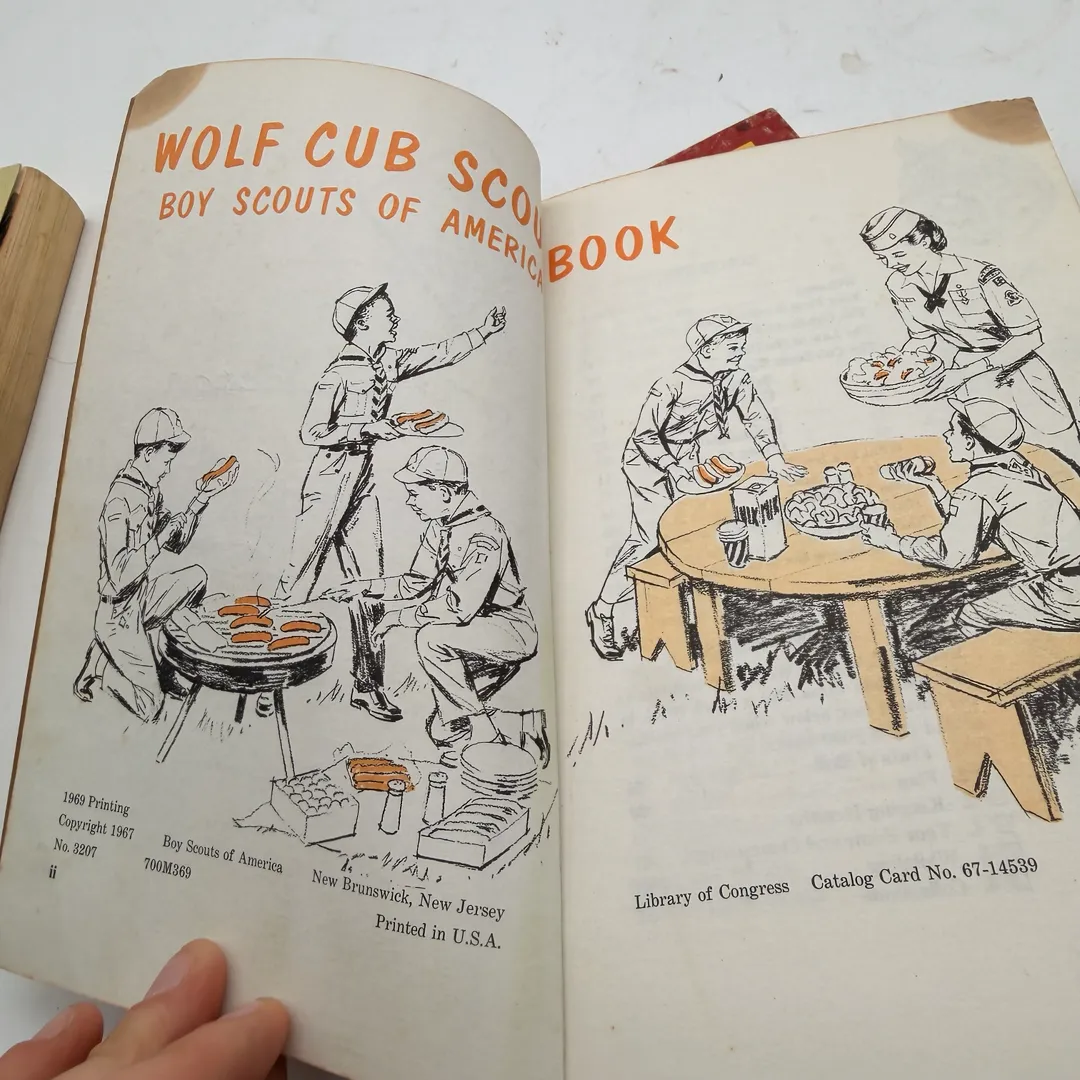 WOLF CUB SCOU BOOK
BOY SCOUTS OF AMERICA
MILK
1969 Printing
Copyright 1967
No. 3207
Boy Scouts of America
700M369
New Brunswick, New Jersey
Printed in U.S.A.
ii
Library of Congress Catalog Card No. 67-14539